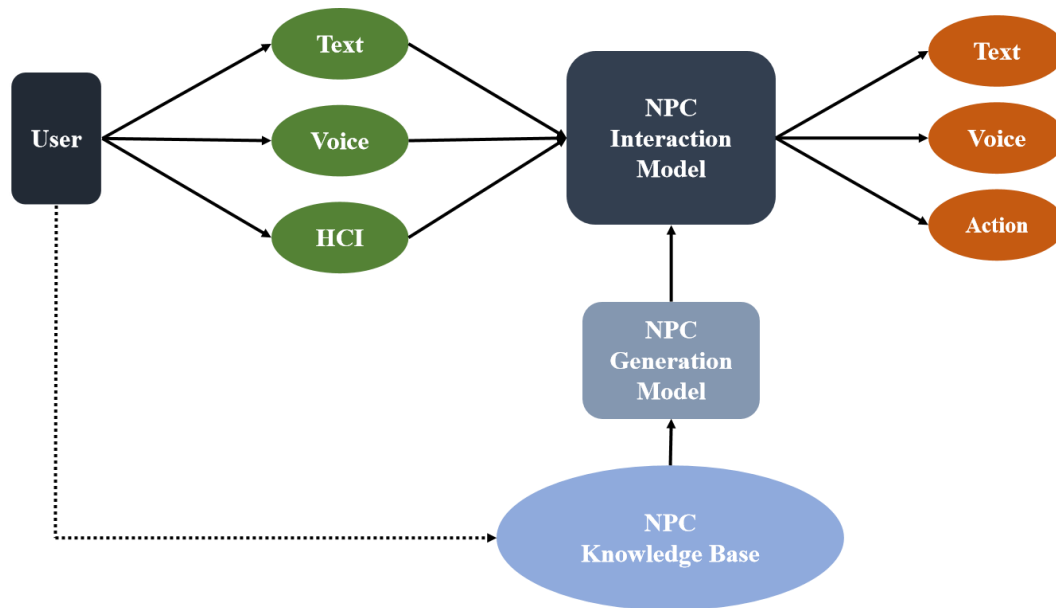 User
Text
Voice
HCI
NPC
Interaction
Model
Text
Voice
Action
NPC
Generation
Model
NPC
Knowledge Base